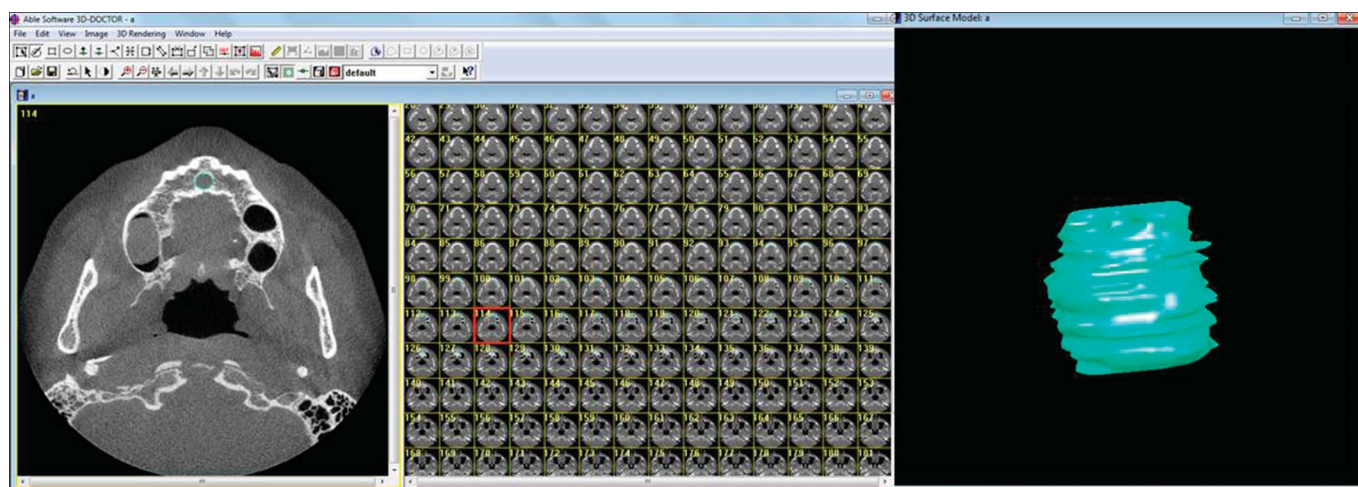 Able Software 3D-DOCTOR - a
File Edit View Image 3D Rendering Window Help
default
a
114
42 43 44 45 46 47 48 49 50 51 52 53 54 55
56 57 58 59 60 61 62 63 64 65 66 67 68 69
70 71 72 73 74 75 76 77 78 79 80 81 82 83
84 85 86 87 88 89 90 91 92 93 94 95 96 97
98 99 100 101 102 103 104 105 106 107 108 109 110 111
112 113 114 115 116 117 118 119 120 121 122 123 124 125
126 127 128 129 130 131 132 133 134 135 136 137 138 139
140 141 142 143 144 145 146 147 148 149 150 151 152 153
154 155 156 157 158 159 160 161 162 163 164 165 166 167
168 169 170 171 172 173 174 175 176 177 178 179 180 181
3D Surface Model: a